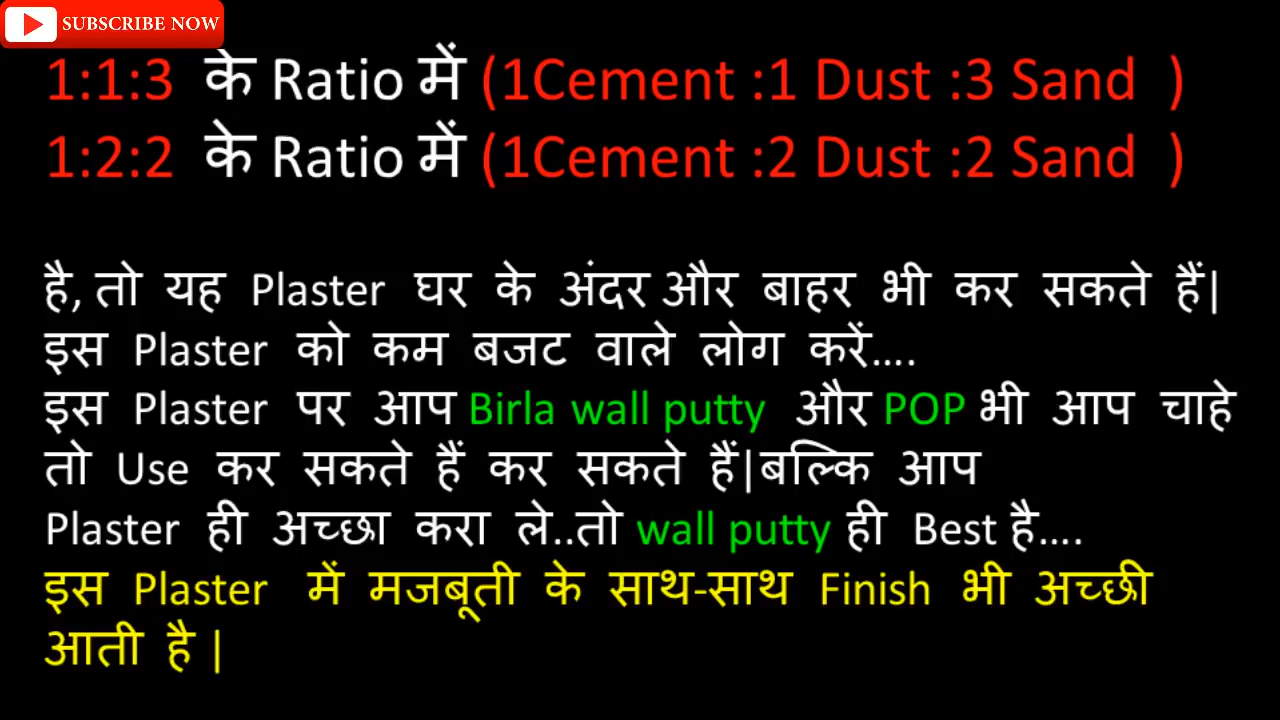 SUBSCRIBE NOW
1:1:3 के Ratio में (1Cement :1 Dust :3 Sand )
1:2:2 के Ratio में (1Cement :2 Dust :2 Sand )
है, तो यह Plaster घर के अंदर और बाहर भी कर सकते हैं|
इस Plaster को कम बजट वाले लोग करें....
इस Plaster पर आप Birla wall putty और POP भी आप चाहे
तो Use कर सकते हैं कर सकते हैं|बल्कि आप
Plaster ही अच्छा करा ले..तो wall putty ही Best है....
इस Plaster में मजबूती के साथ-साथ Finish भी अच्छी
आती है |